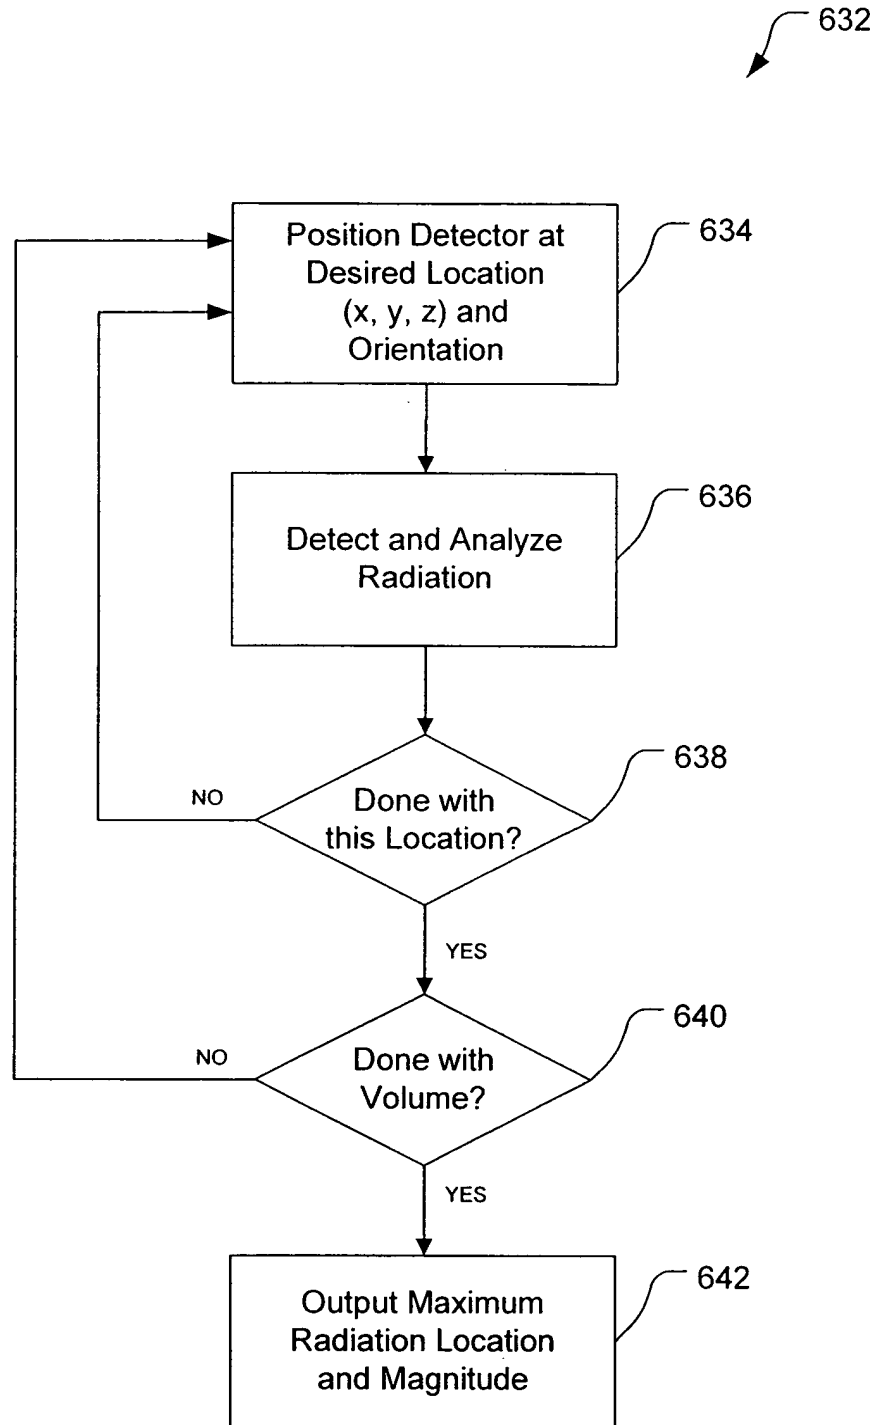 632
Position Detector at
Desired Location
(x, y, z) and
Orientation
634
Detect and Analyze
Radiation
636
Done with
this Location?
638
NO
YES
Done with
Volume?
640
NO
YES
Output Maximum
Radiation Location
and Magnitude
642